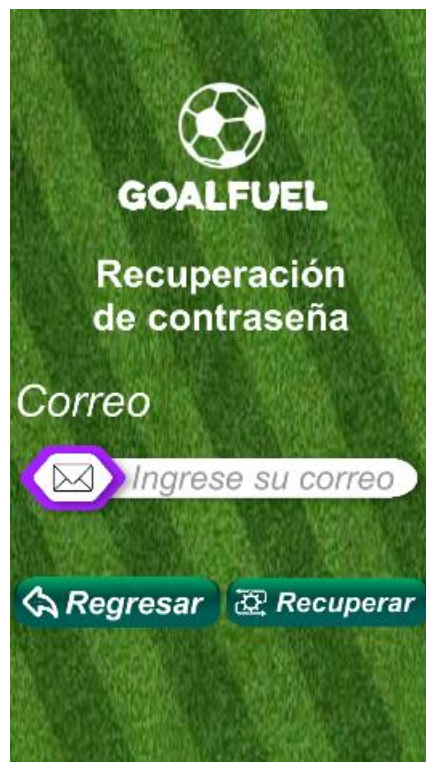 GOALFUEL
Recuperación
de contraseña
Correo
Ingrese su correo
Regresar
Recuperar